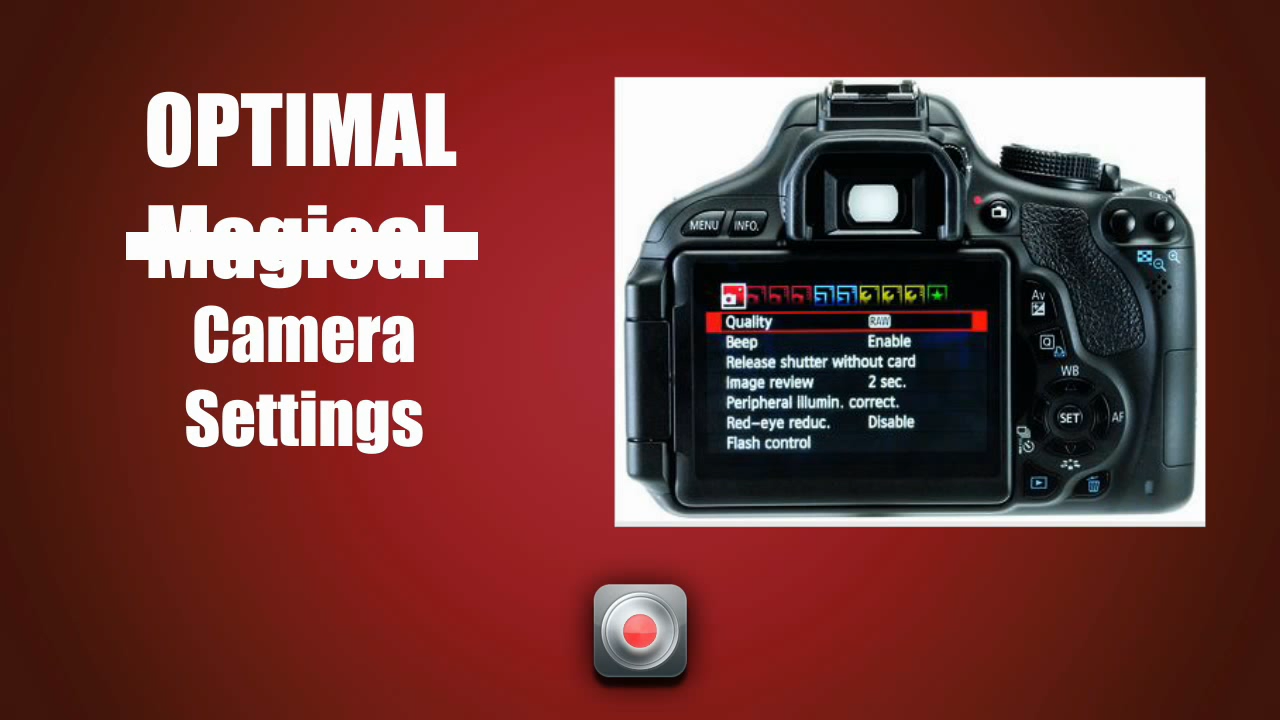 OPTIMAL
Magical
Camera
Settings
MENU INFO.
Quality RAW
Beep Enable
Release shutter without card
Image review 2 sec.
Peripheral illumin. correct.
Red-eye reduc. Disable
Flash control
Av
Q
WB
SET
AF